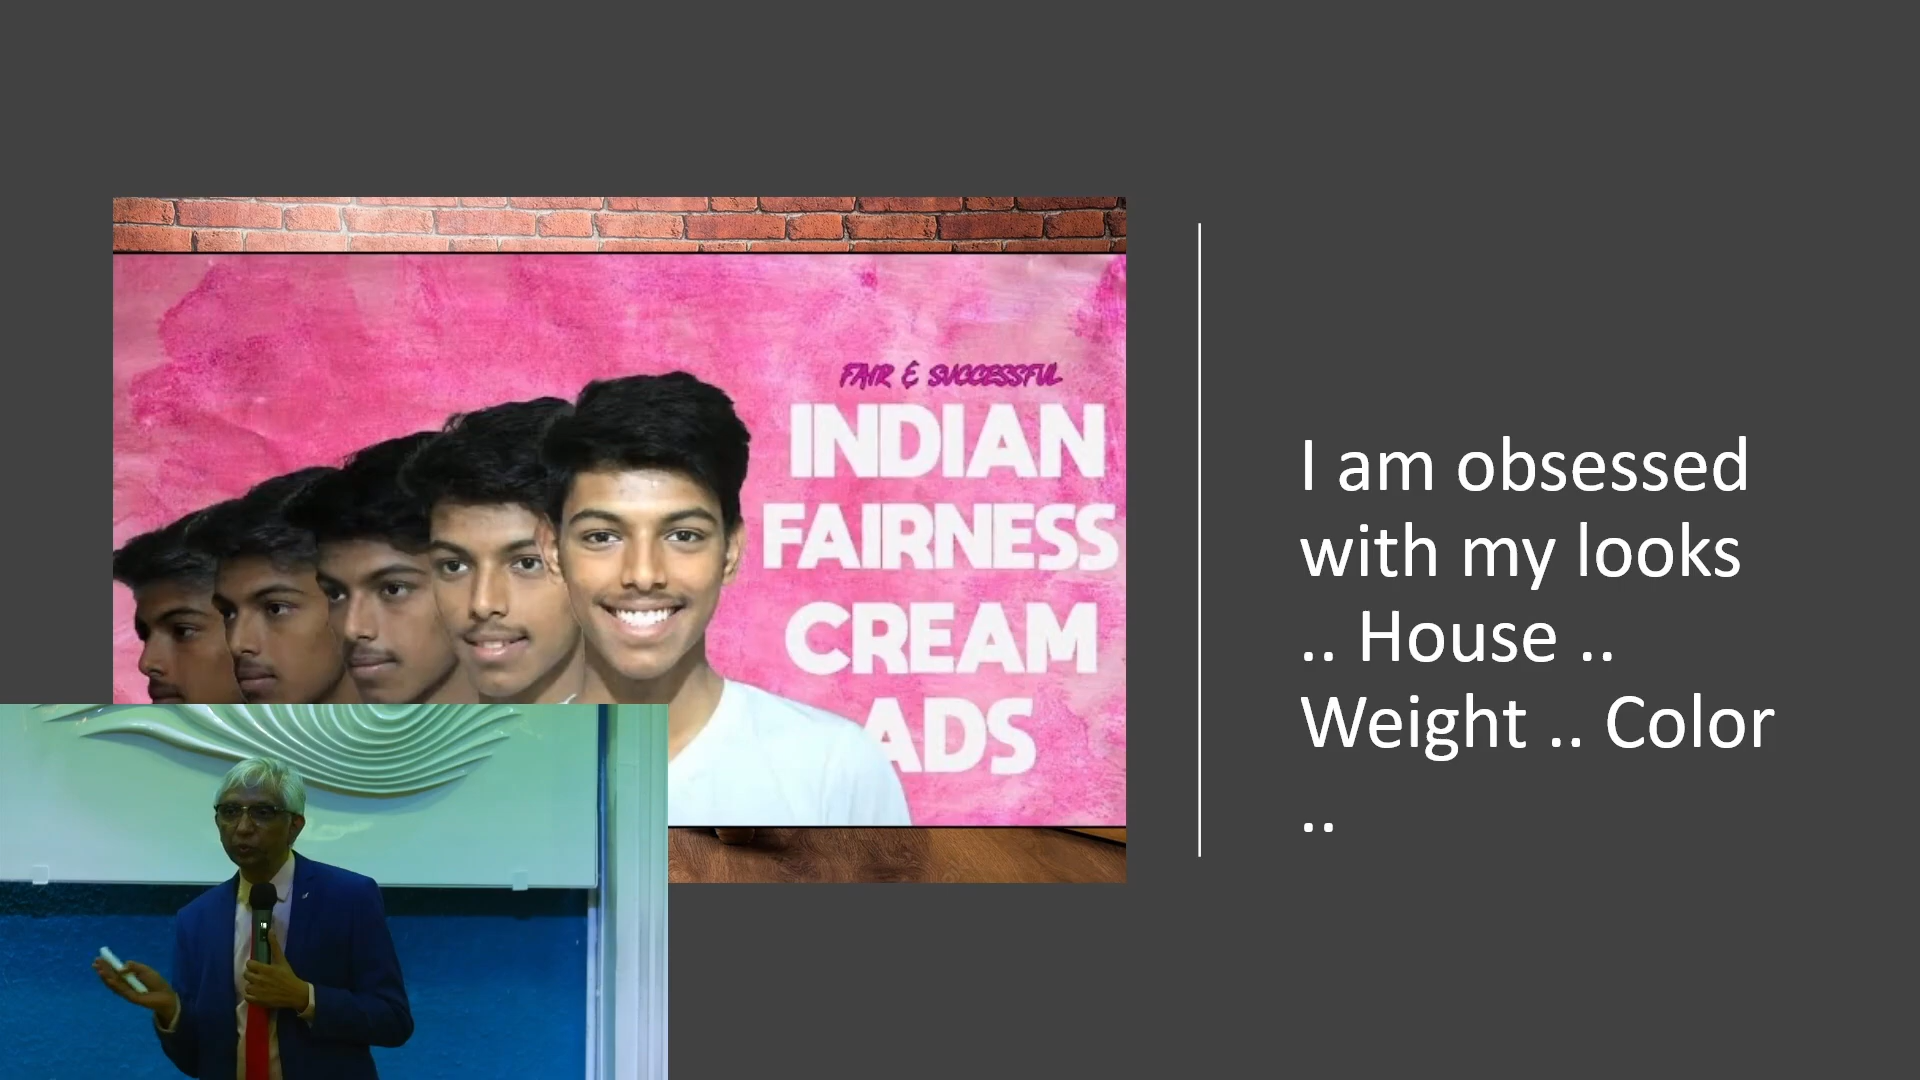 FAIR & SUCCESSFUL
INDIAN
FAIRNESS
CREAM
ADS
I am obsessed
with my looks
.. House ..
Weight .. Color
..